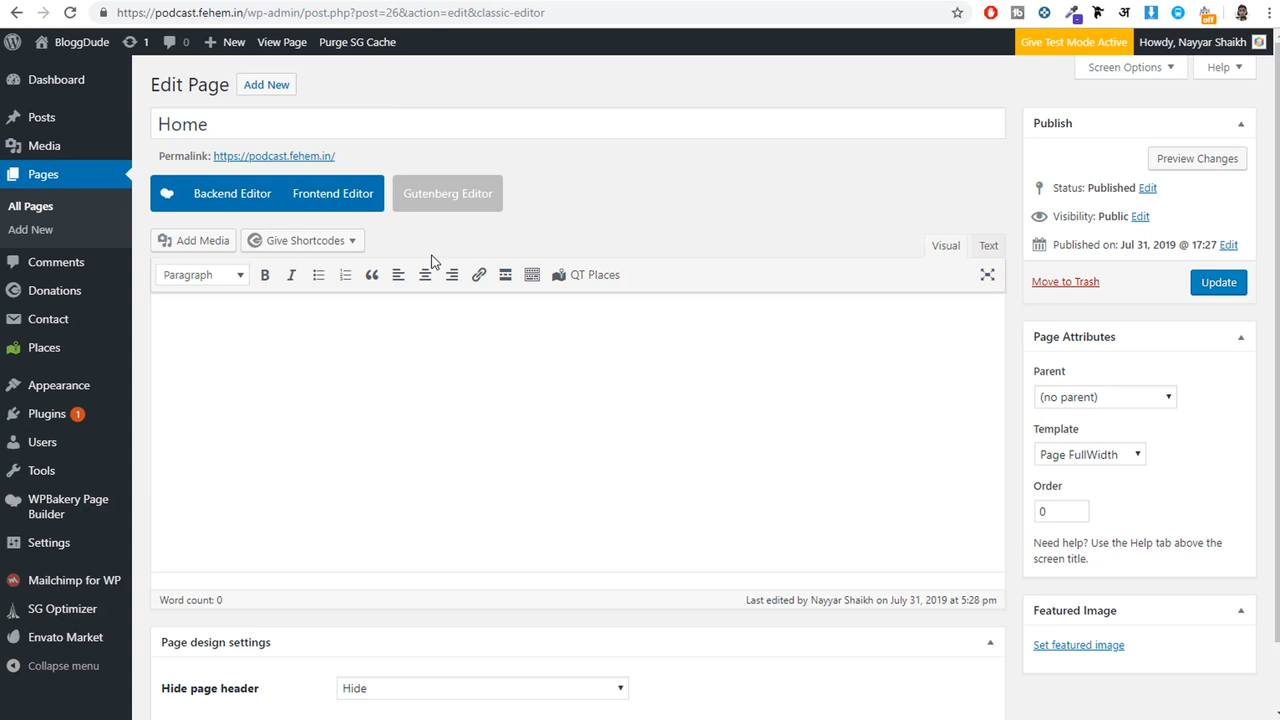 https://podcast.fehem.in/wp-admin/post.php?post=26&action=edit&classic-editor
BloggDude
1
0
New
View Page
Purge SG Cache
Give Test Mode Active
Howdy, Nayyar Shaikh
off
Screen Options
Help
Dashboard
Posts
Media
Pages
All Pages
Add New
Comments
Donations
Contact
Places
Appearance
Plugins 1
Users
Tools
WPBakery Page
Builder
Settings
Mailchimp for WP
SG Optimizer
Envato Market
Collapse menu
Edit Page
Add New
Home
Permalink: https://podcast.fehem.in/
Backend Editor
Frontend Editor
Gutenberg Editor
Add Media
Give Shortcodes
Visual
Text
Paragraph
B
I
QT Places
Word count: 0
Last edited by Nayyar Shaikh on July 31, 2019 at 5:28 pm
Page design settings
Hide page header
Hide
Publish
Preview Changes
Status: Published Edit
Visibility: Public Edit
Published on: Jul 31, 2019 @ 17:27 Edit
Move to Trash
Update
Page Attributes
Parent
(no parent)
Template
Page FullWidth
Order
0
Need help? Use the Help tab above the
screen title.
Featured Image
Set featured image